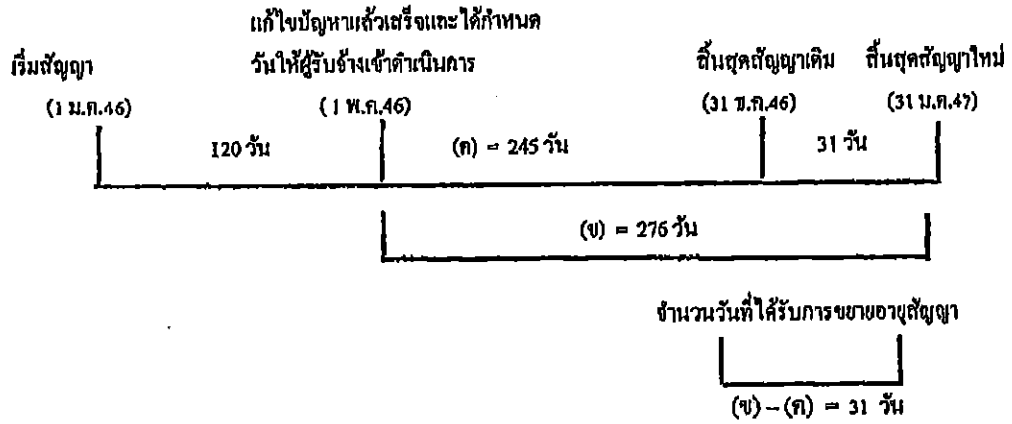 แก้ไขปัญหาแล้วเสร็จและได้กำหนด
เริ่มสัญญา วันให้ผู้รับจ้างเข้าดำเนินการ สิ้นสุดสัญญาเดิม สิ้นสุดสัญญาใหม่
(1 ม.ค.46) (1 พ.ค.46) (31 ธ.ค.46) (31 ม.ค.47)
120 วัน (ค) = 245 วัน 31 วัน
(ข) = 276 วัน
จำนวนวันที่ได้รับการขยายอายุสัญญา
(ข) – (ค) = 31 วัน